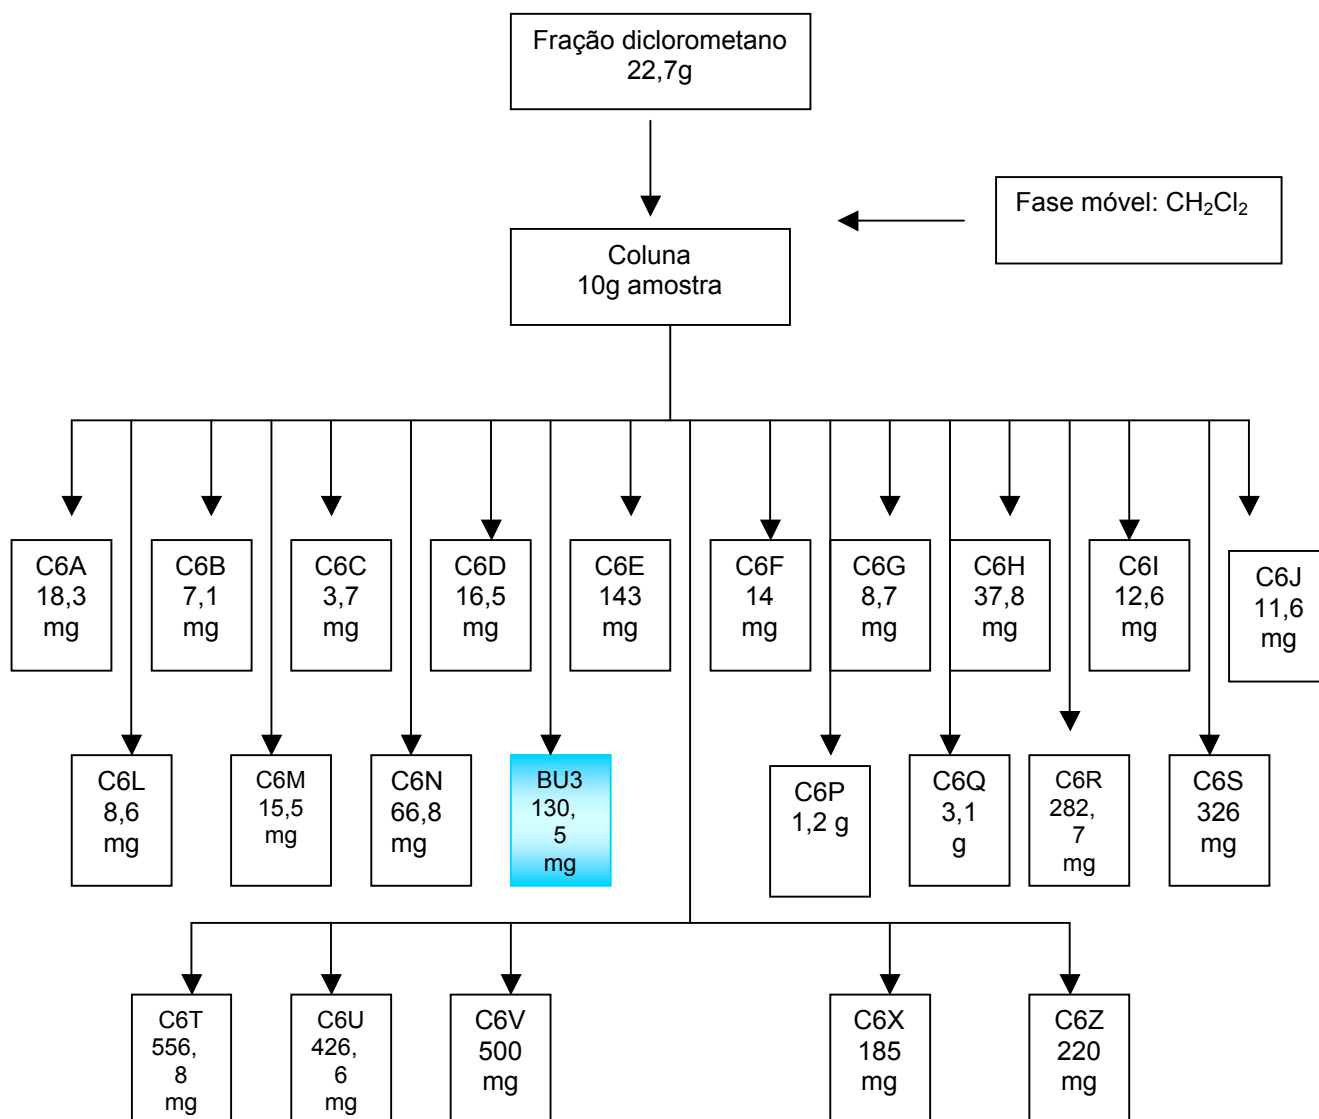 Fração diclorometano
22,7g
Fase móvel: CH₂Cl₂
Coluna
10g amostra
C6A
18,3
mg
C6B
7,1
mg
C6C
3,7
mg
C6D
16,5
mg
C6E
143
mg
C6F
14
mg
C6G
8,7
mg
C6H
37,8
mg
C6I
12,6
mg
C6J
11,6
mg
C6L
8,6
mg
C6M
15,5
mg
C6N
66,8
mg
BU3
130,
5
mg
C6P
1,2 g
C6Q
3,1
g
C6R
282,
7
mg
C6S
326
mg
C6T
556,
8
mg
C6U
426,
6
mg
C6V
500
mg
C6X
185
mg
C6Z
220
mg